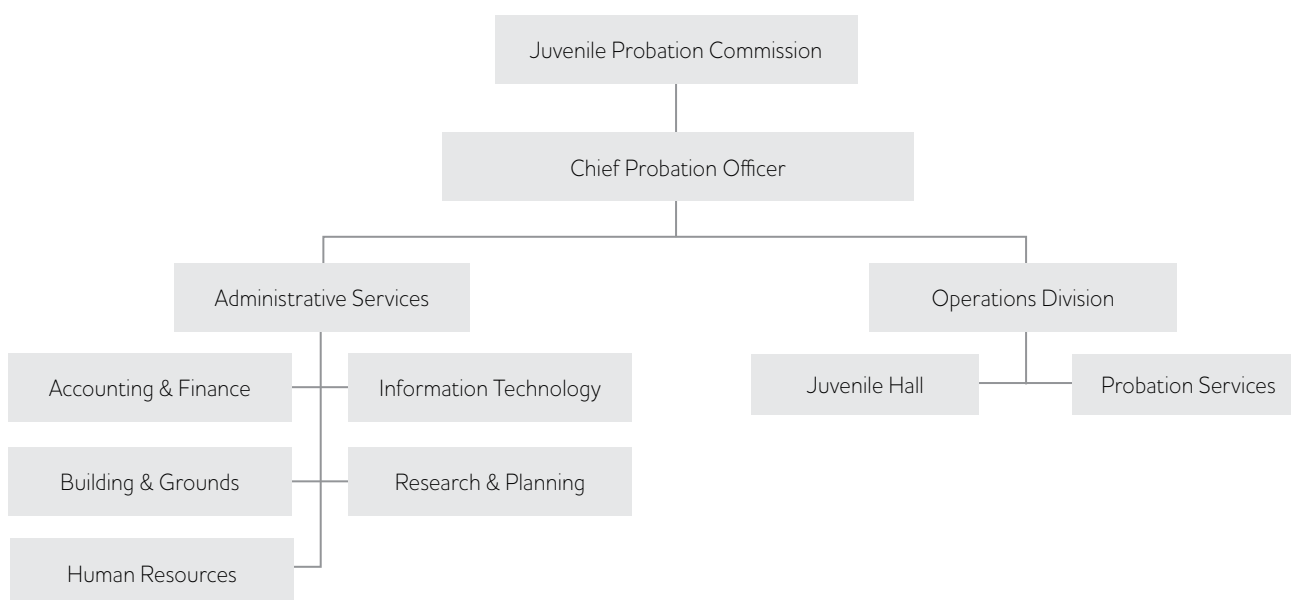 Juvenile Probation Commission
Chief Probation Officer
Administrative Services
Operations Division
Accounting & Finance
Information Technology
Juvenile Hall
Probation Services
Building & Grounds
Research & Planning
Human Resources